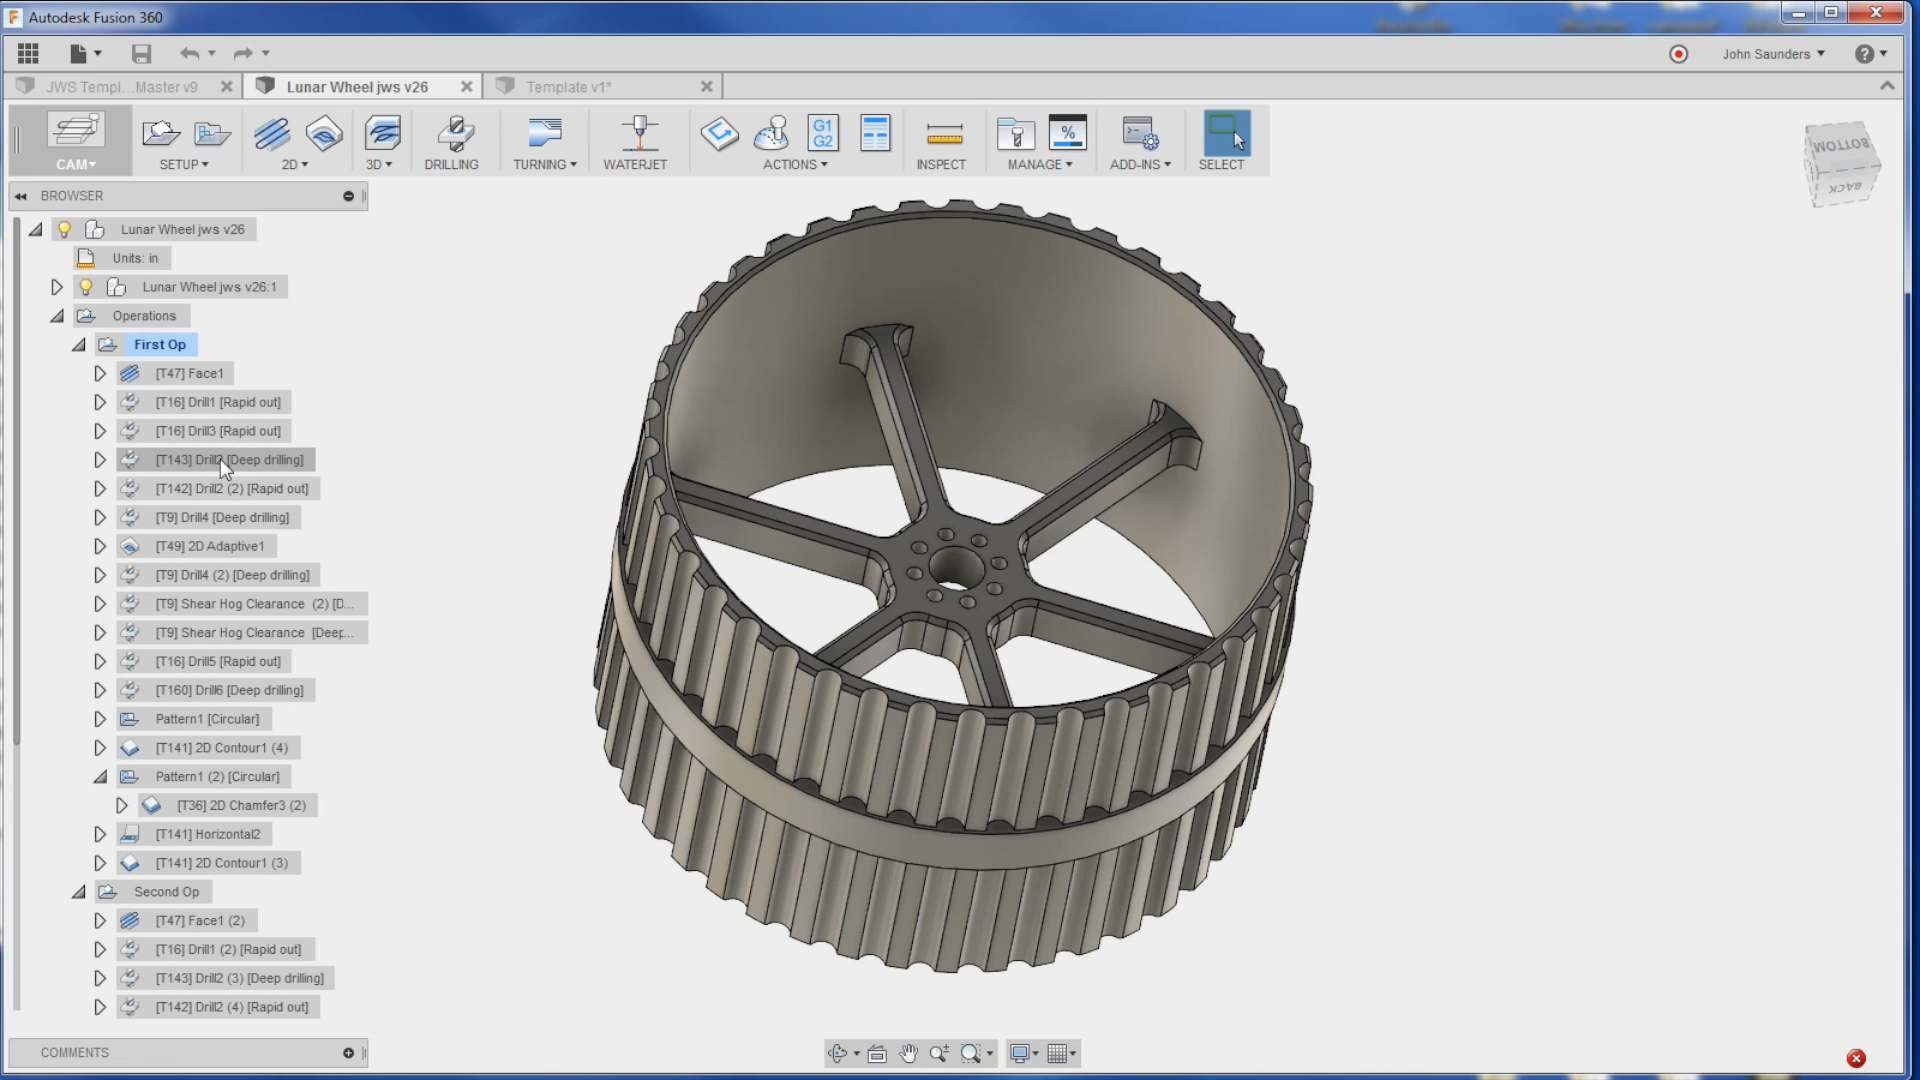 Autodesk Fusion 360
John Saunders
JWS Templ...Master v9
Lunar Wheel jws v26
Template v1*
G1
G2
%
CAM
SETUP
2D
3D
DRILLING
TURNING
WATERJET
ACTIONS
INSPECT
MANAGE
ADD-INS
SELECT
BOTTOM
BACK
BROWSER
Lunar Wheel jws v26
Units: in
Lunar Wheel jws v26:1
Operations
First Op
[T47] Face1
[T16] Drill1 [Rapid out]
[T16] Drill3 [Rapid out]
[T143] Drill2 [Deep drilling]
[T142] Drill2 (2) [Rapid out]
[T9] Drill4 [Deep drilling]
[T49] 2D Adaptive1
[T9] Drill4 (2) [Deep drilling]
[T9] Shear Hog Clearance (2) [D...
[T9] Shear Hog Clearance [Deep...
[T16] Drill5 [Rapid out]
[T160] Drill6 [Deep drilling]
Pattern1 [Circular]
[T141] 2D Contour1 (4)
Pattern1 (2) [Circular]
[T36] 2D Chamfer3 (2)
[T141] Horizontal2
[T141] 2D Contour1 (3)
Second Op
[T47] Face1 (2)
[T16] Drill1 (2) [Rapid out]
[T143] Drill2 (3) [Deep drilling]
[T142] Drill2 (4) [Rapid out]
COMMENTS